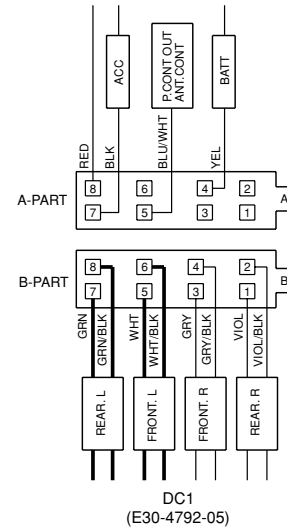 ACC
P.CONT OUT
ANT.CONT
BATT
RED
BLK
BLU/WHT
YEL
8 6 4 2
A-PART
A
7 5 3 1
8 6 4 2
B-PART
B
7 5 3 1
GRN
GRN/BLK
WHT
WHT/BLK
GRY
GRY/BLK
VIOL
VIOL/BLK
REAR. L
FRONT. L
FRONT. R
REAR. R
DC1
(E30-4792-05)